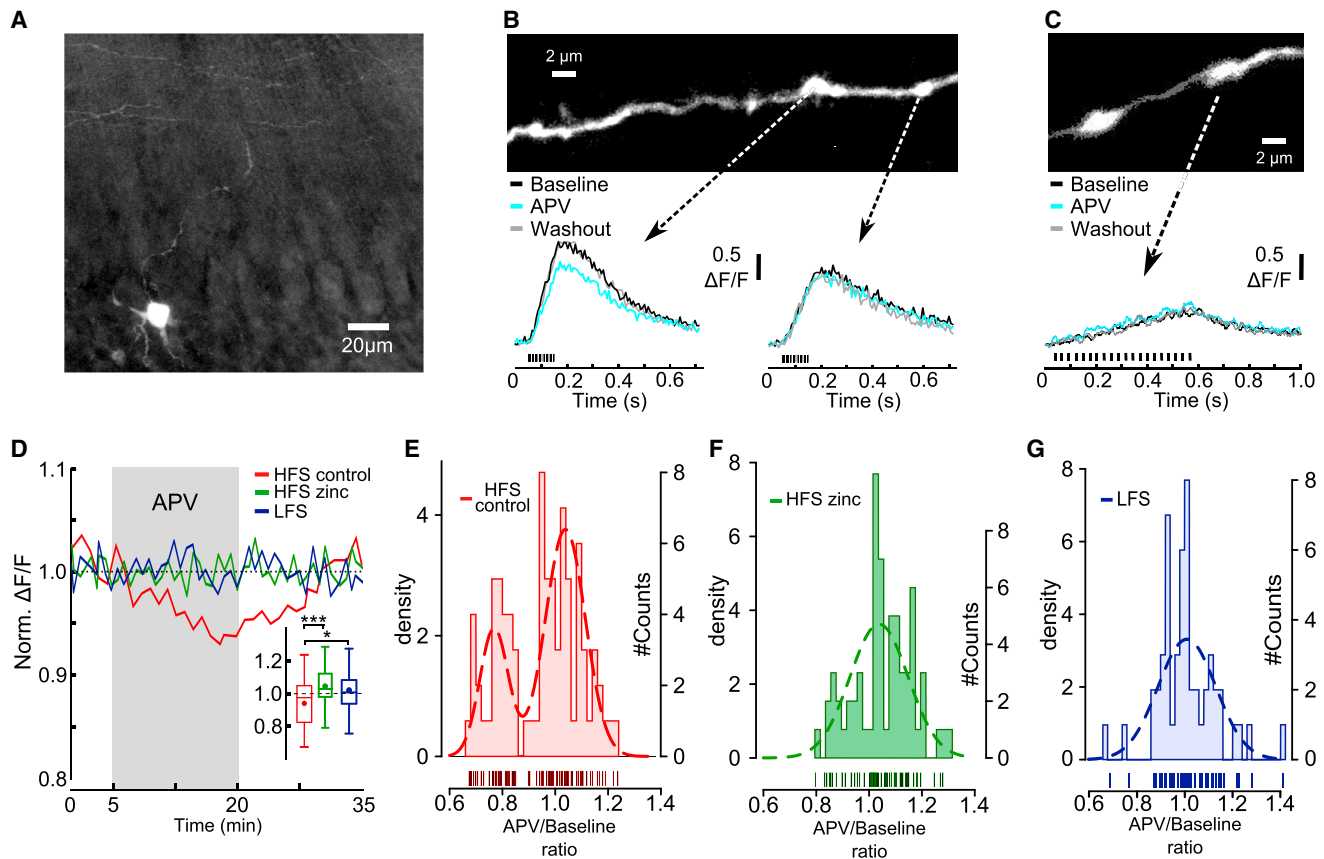 A
20µm
B
2 µm
Baseline
APV
Washout
0.5
ΔF/F
0 0.2 0.4 0.6
Time (s)
0 0.2 0.4 0.6
Time (s)
C
2 µm
Baseline
APV
Washout
0.5
ΔF/F
0 0.2 0.4 0.6 0.8 1.0
Time (s)
D
Norm. ΔF/F
1.1
1.0
0.9
0.8
APV
HFS control
HFS zinc
LFS
***
*
1.2
1.0
0.8
0 5 20 35
Time (min)
E
HFS
control
density
4
2
0
#Counts
8
6
4
2
0
0.6 0.8 1.0 1.2 1.4
APV/Baseline
ratio
F
HFS zinc
density
8
6
4
2
0
#Counts
8
6
4
2
0
0.6 0.8 1.0 1.2 1.4
APV/Baseline
ratio
G
LFS
density
8
6
4
2
0
#Counts
8
6
4
2
0
0.6 0.8 1.0 1.2 1.4
APV/Baseline
ratio